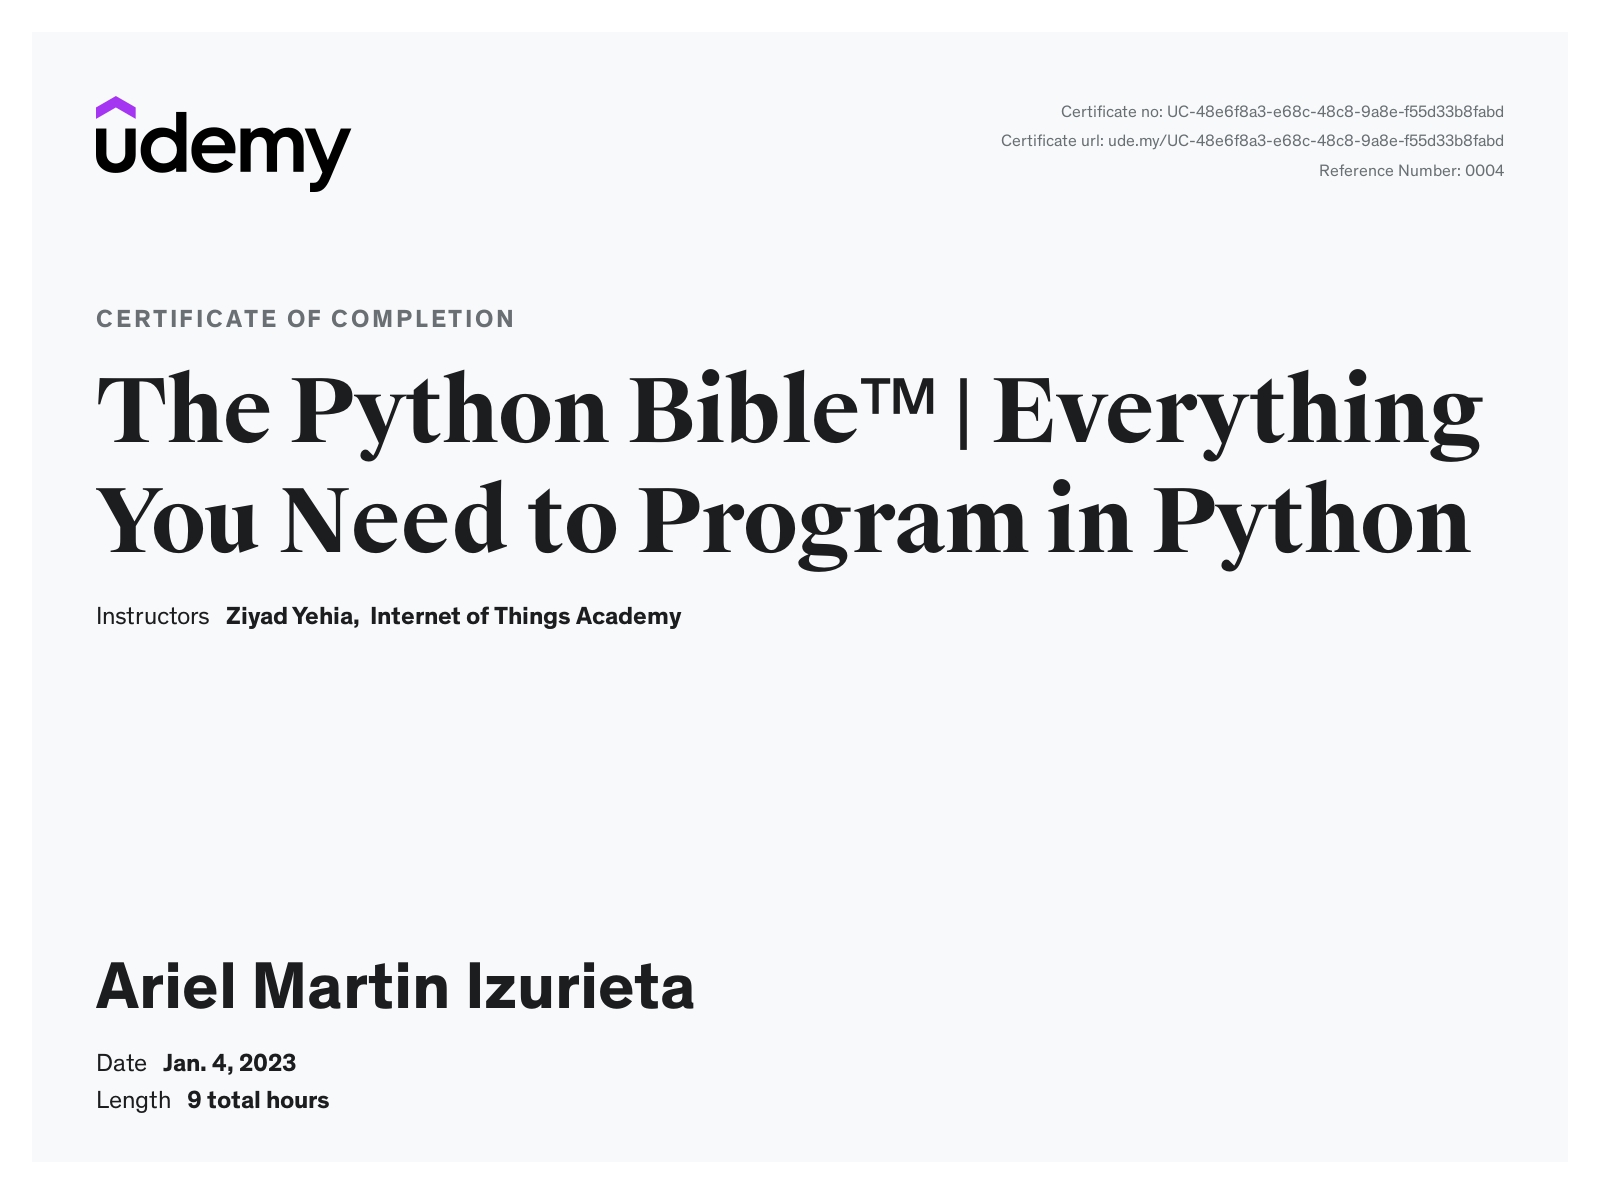 udemy
Certificate no: UC-48e6f8a3-e68c-48c8-9a8e-f55d33b8fabd
Certificate url: ude.my/UC-48e6f8a3-e68c-48c8-9a8e-f55d33b8fabd
Reference Number: 0004
CERTIFICATE OF COMPLETION
The Python Bible™ | Everything
You Need to Program in Python
Instructors Ziyad Yehia, Internet of Things Academy
Ariel Martin Izurieta
Date Jan. 4, 2023
Length 9 total hours